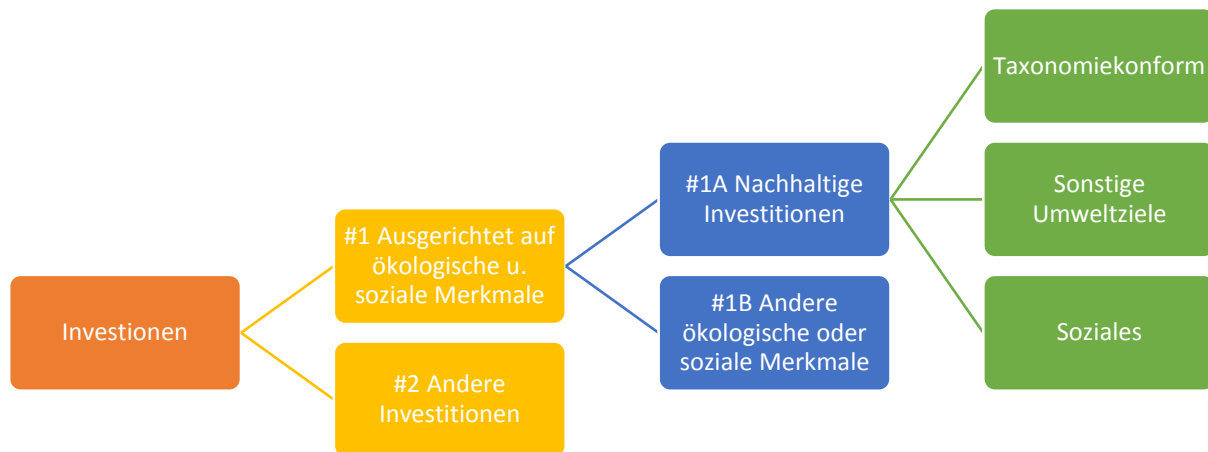 Investionen
#1 Ausgerichtet auf
ökologische u.
soziale Merkmale
#2 Andere
Investitionen
#1A Nachhaltige
Investitionen
#1B Andere
ökologische oder
soziale Merkmale
Taxonomiekonform
Sonstige
Umweltziele
Soziales